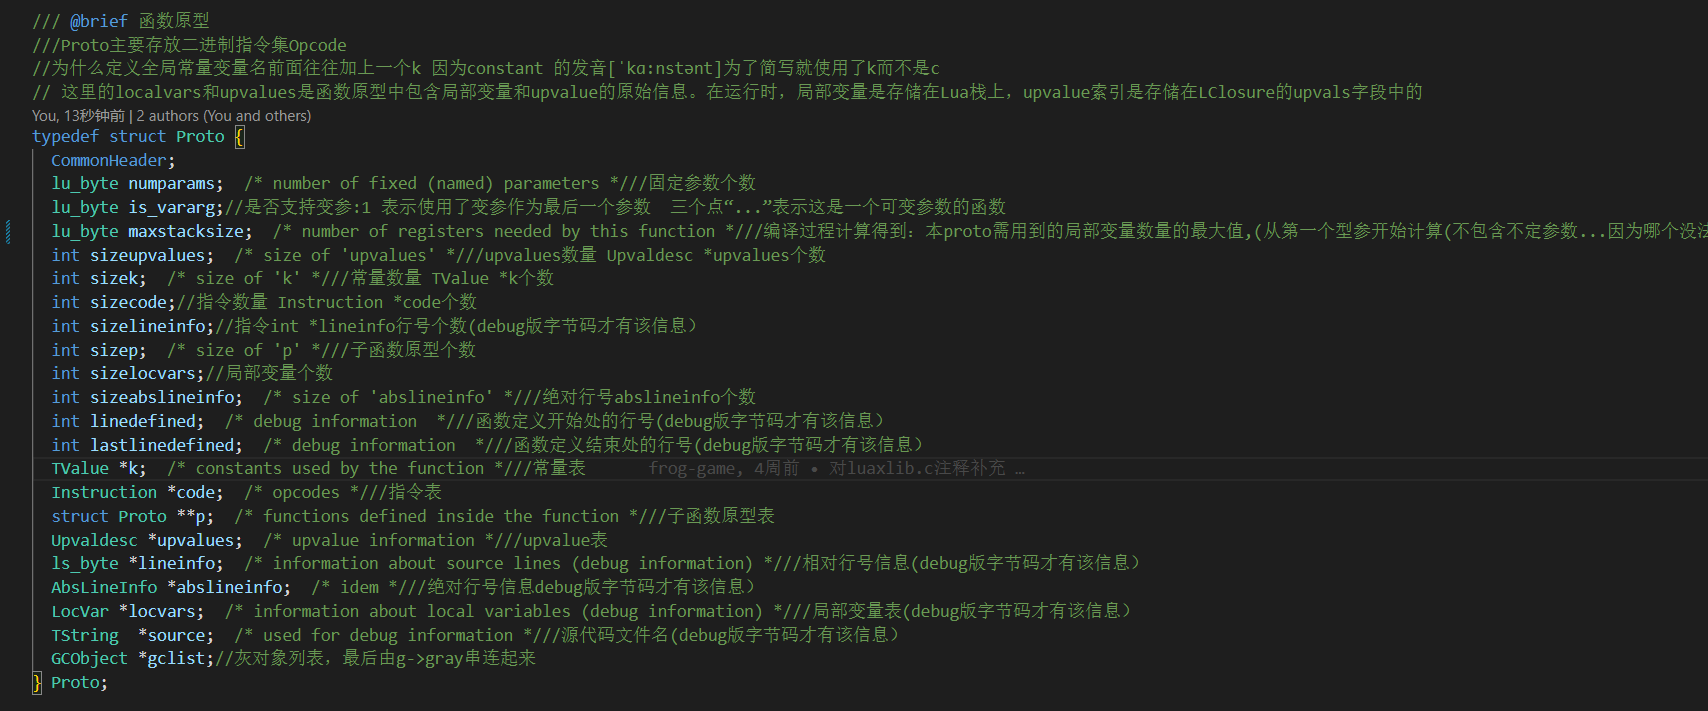 /// @brief 函数原型
///Proto主要存放二进制指令集Opcode
//为什么定义全局常量变量名前面往往加上一个k 因为constant 的发音[ˈkɑːnstənt]为了简写就使用了k而不是c
// 这里的localvars和upvalues是函数原型中包含局部变量和upvalue的原始信息。在运行时，局部变量是存储在Lua栈上，upvalue索引是存储在LClosure的upvals字段中的
You, 13秒钟前 | 2 authors (You and others)
typedef struct Proto {
CommonHeader;
lu_byte numparams;  /* number of fixed (named) parameters *///固定参数个数
lu_byte is_vararg;//是否支持变参:1 表示使用了变参作为最后一个参数  三个点“...”表示这是一个可变参数的函数
lu_byte maxstacksize;  /* number of registers needed by this function *///编译过程计算得到：本proto需用到的局部变量数量的最大值,(从第一个型参开始计算(不包含不定参数...因为哪个没法
int sizeupvalues;  /* size of 'upvalues' *///upvalues数量 Upvaldesc *upvalues个数
int sizek;  /* size of 'k' *///常量数量 TValue *k个数
int sizecode;//指令数量 Instruction *code个数
int sizelineinfo;//指令int *lineinfo行号个数(debug版字节码才有该信息）
int sizep;  /* size of 'p' *///子函数原型个数
int sizelocvars;//局部变量个数
int sizeabslineinfo;  /* size of 'abslineinfo' *///绝对行号abslineinfo个数
int linedefined;  /* debug information  *///函数定义开始处的行号(debug版字节码才有该信息）
int lastlinedefined;  /* debug information  *///函数定义结束处的行号(debug版字节码才有该信息）
TValue *k;  /* constants used by the function *///常量表 frog-game, 4周前 • 对luaxlib.c注释补充 …
Instruction *code;  /* opcodes *///指令表
struct Proto **p;  /* functions defined inside the function *///子函数原型表
Upvaldesc *upvalues;  /* upvalue information *///upvalue表
ls_byte *lineinfo;  /* information about source lines (debug information) *///相对行号信息(debug版字节码才有该信息）
AbsLineInfo *abslineinfo;  /* idem *///绝对行号信息debug版字节码才有该信息）
LocVar *locvars;  /* information about local variables (debug information) *///局部变量表(debug版字节码才有该信息）
TString  *source;  /* used for debug information *///源代码文件名(debug版字节码才有该信息）
GCObject *gclist;//灰对象列表，最后由g->gray串连起来
} Proto;